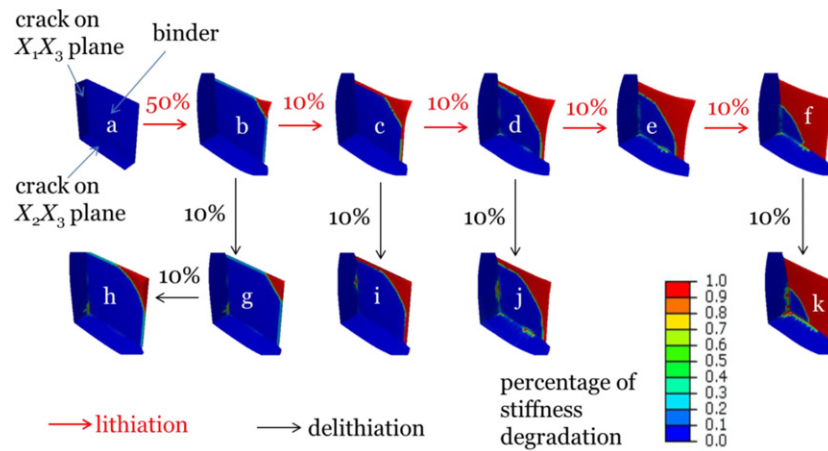 crack on
X₁X₃ plane
binder
a
50%
b
10%
c
10%
d
10%
e
10%
f
crack on
X₂X₃ plane
10%
10%
10%
10%
h
10%
g
i
j
k
1.0
0.9
0.8
0.7
0.6
0.5
0.4
0.3
0.2
0.1
0.0
percentage of
stiffness
degradation
lithiation
delithiation